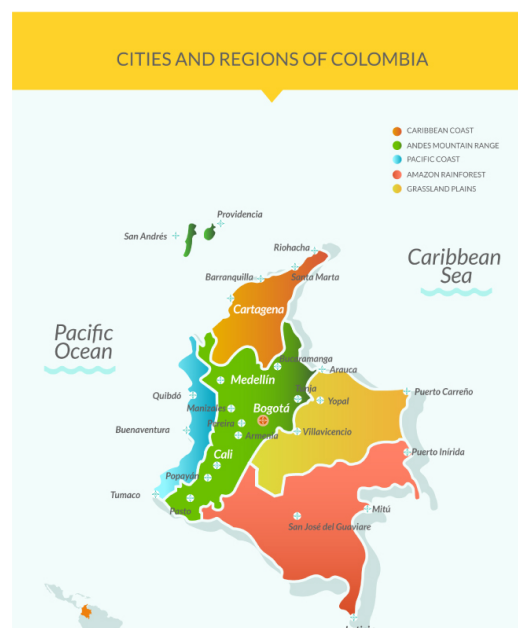 CITIES AND REGIONS OF COLOMBIA
CARIBBEAN COAST
ANDES MOUNTAIN RANGE
PACIFIC COAST
AMAZON RAINFOREST
GRASSLAND PLAINS
Providencia
San Andrés
Riohacha
Caribbean
Sea
Barranquilla
Santa Marta
Cartagena
Pacific
Ocean
Bucaramanga
Arauca
Medellín
Tunja
Puerto Carreño
Quibdó
Yopal
Manizales
Bogotá
Pereira
Buenaventura
Armenia
Villavicencio
Cali
Puerto Inírida
Popayán
Tumaco
Pasto
Mitú
San José del Guaviare